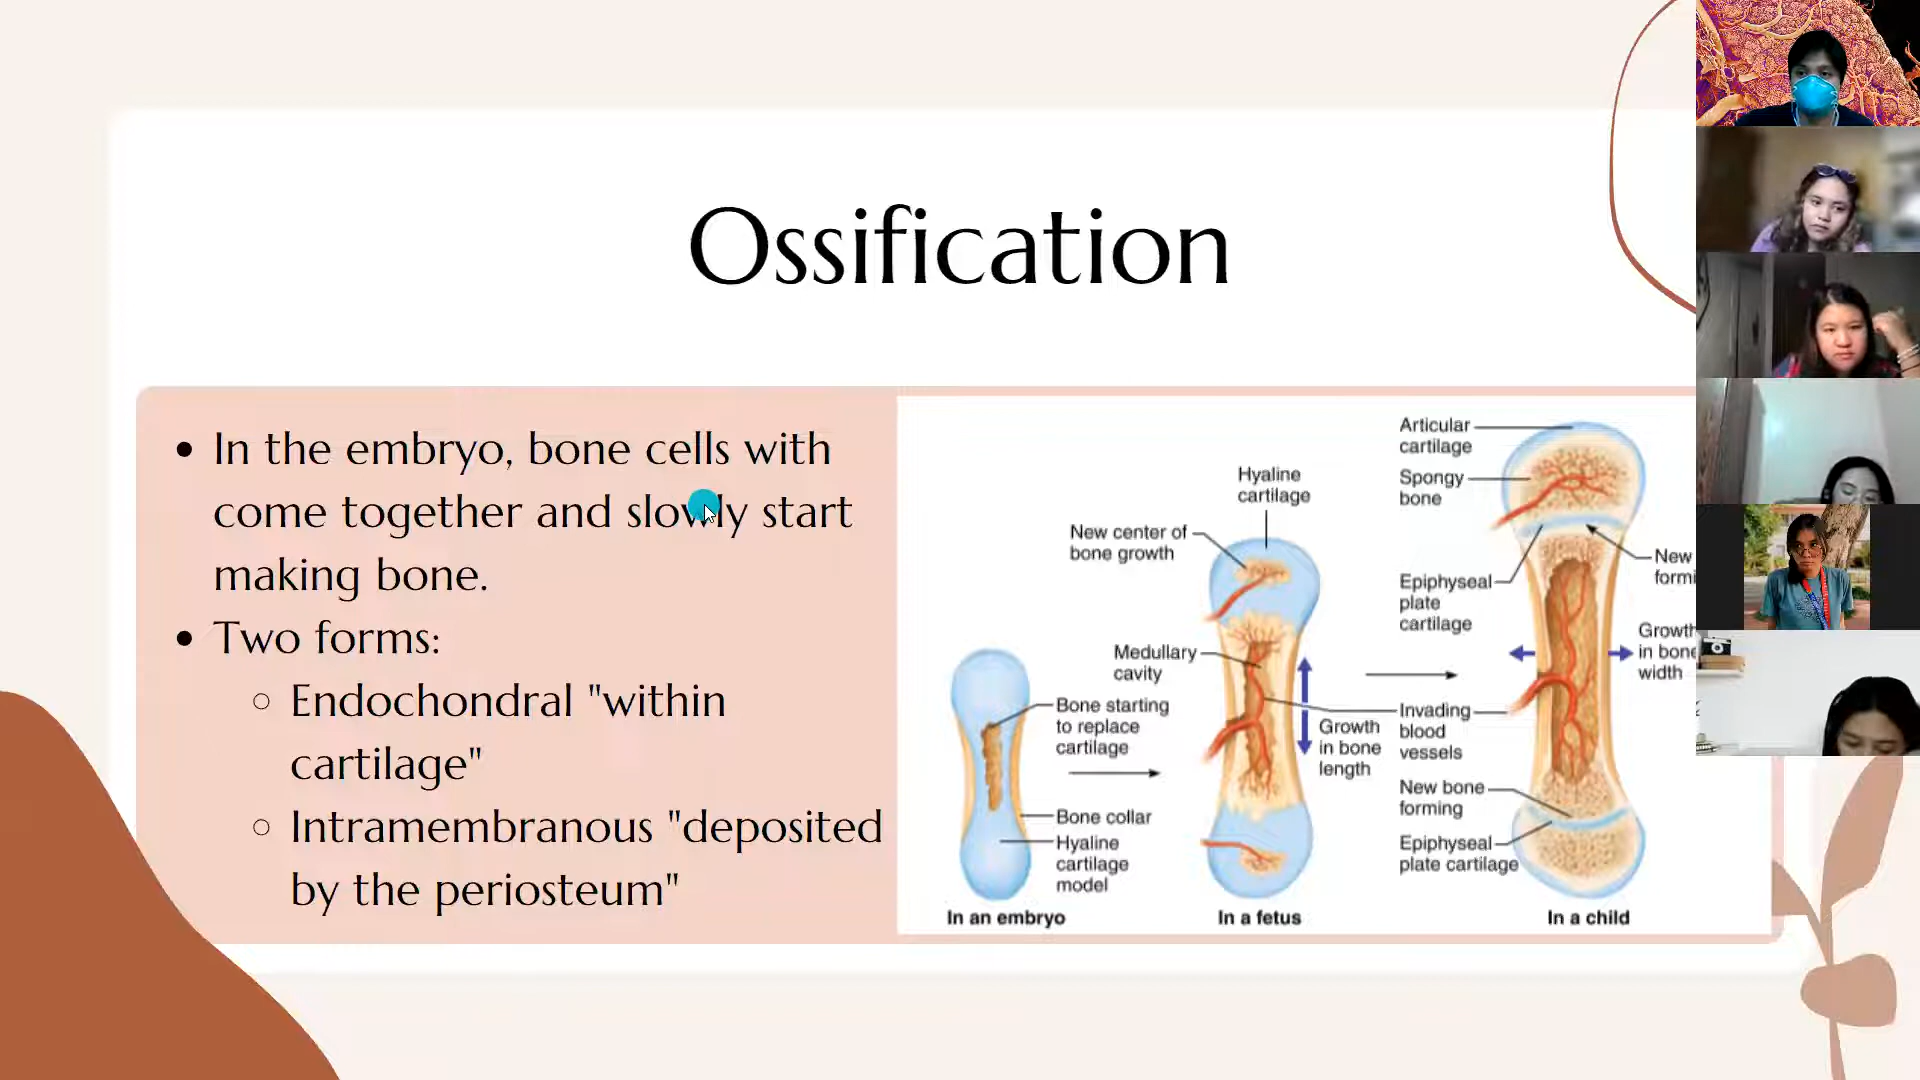 Ossification
• In the embryo, bone cells with
come together and slowly start
making bone.
• Two forms:
○ Endochondral "within
cartilage"
○ Intramembranous "deposited
by the periosteum"
Bone starting
to replace
cartilage
Bone collar
Hyaline
cartilage
model
In an embryo
Hyaline
cartilage
New center of
bone growth
Medullary
cavity
Growth
in bone
length
In a fetus
Articular
cartilage
Spongy
bone
Epiphyseal
plate
cartilage
New
formi
Growth
in bone
width
Invading
blood
vessels
New bone
forming
Epiphyseal
plate cartilage
In a child